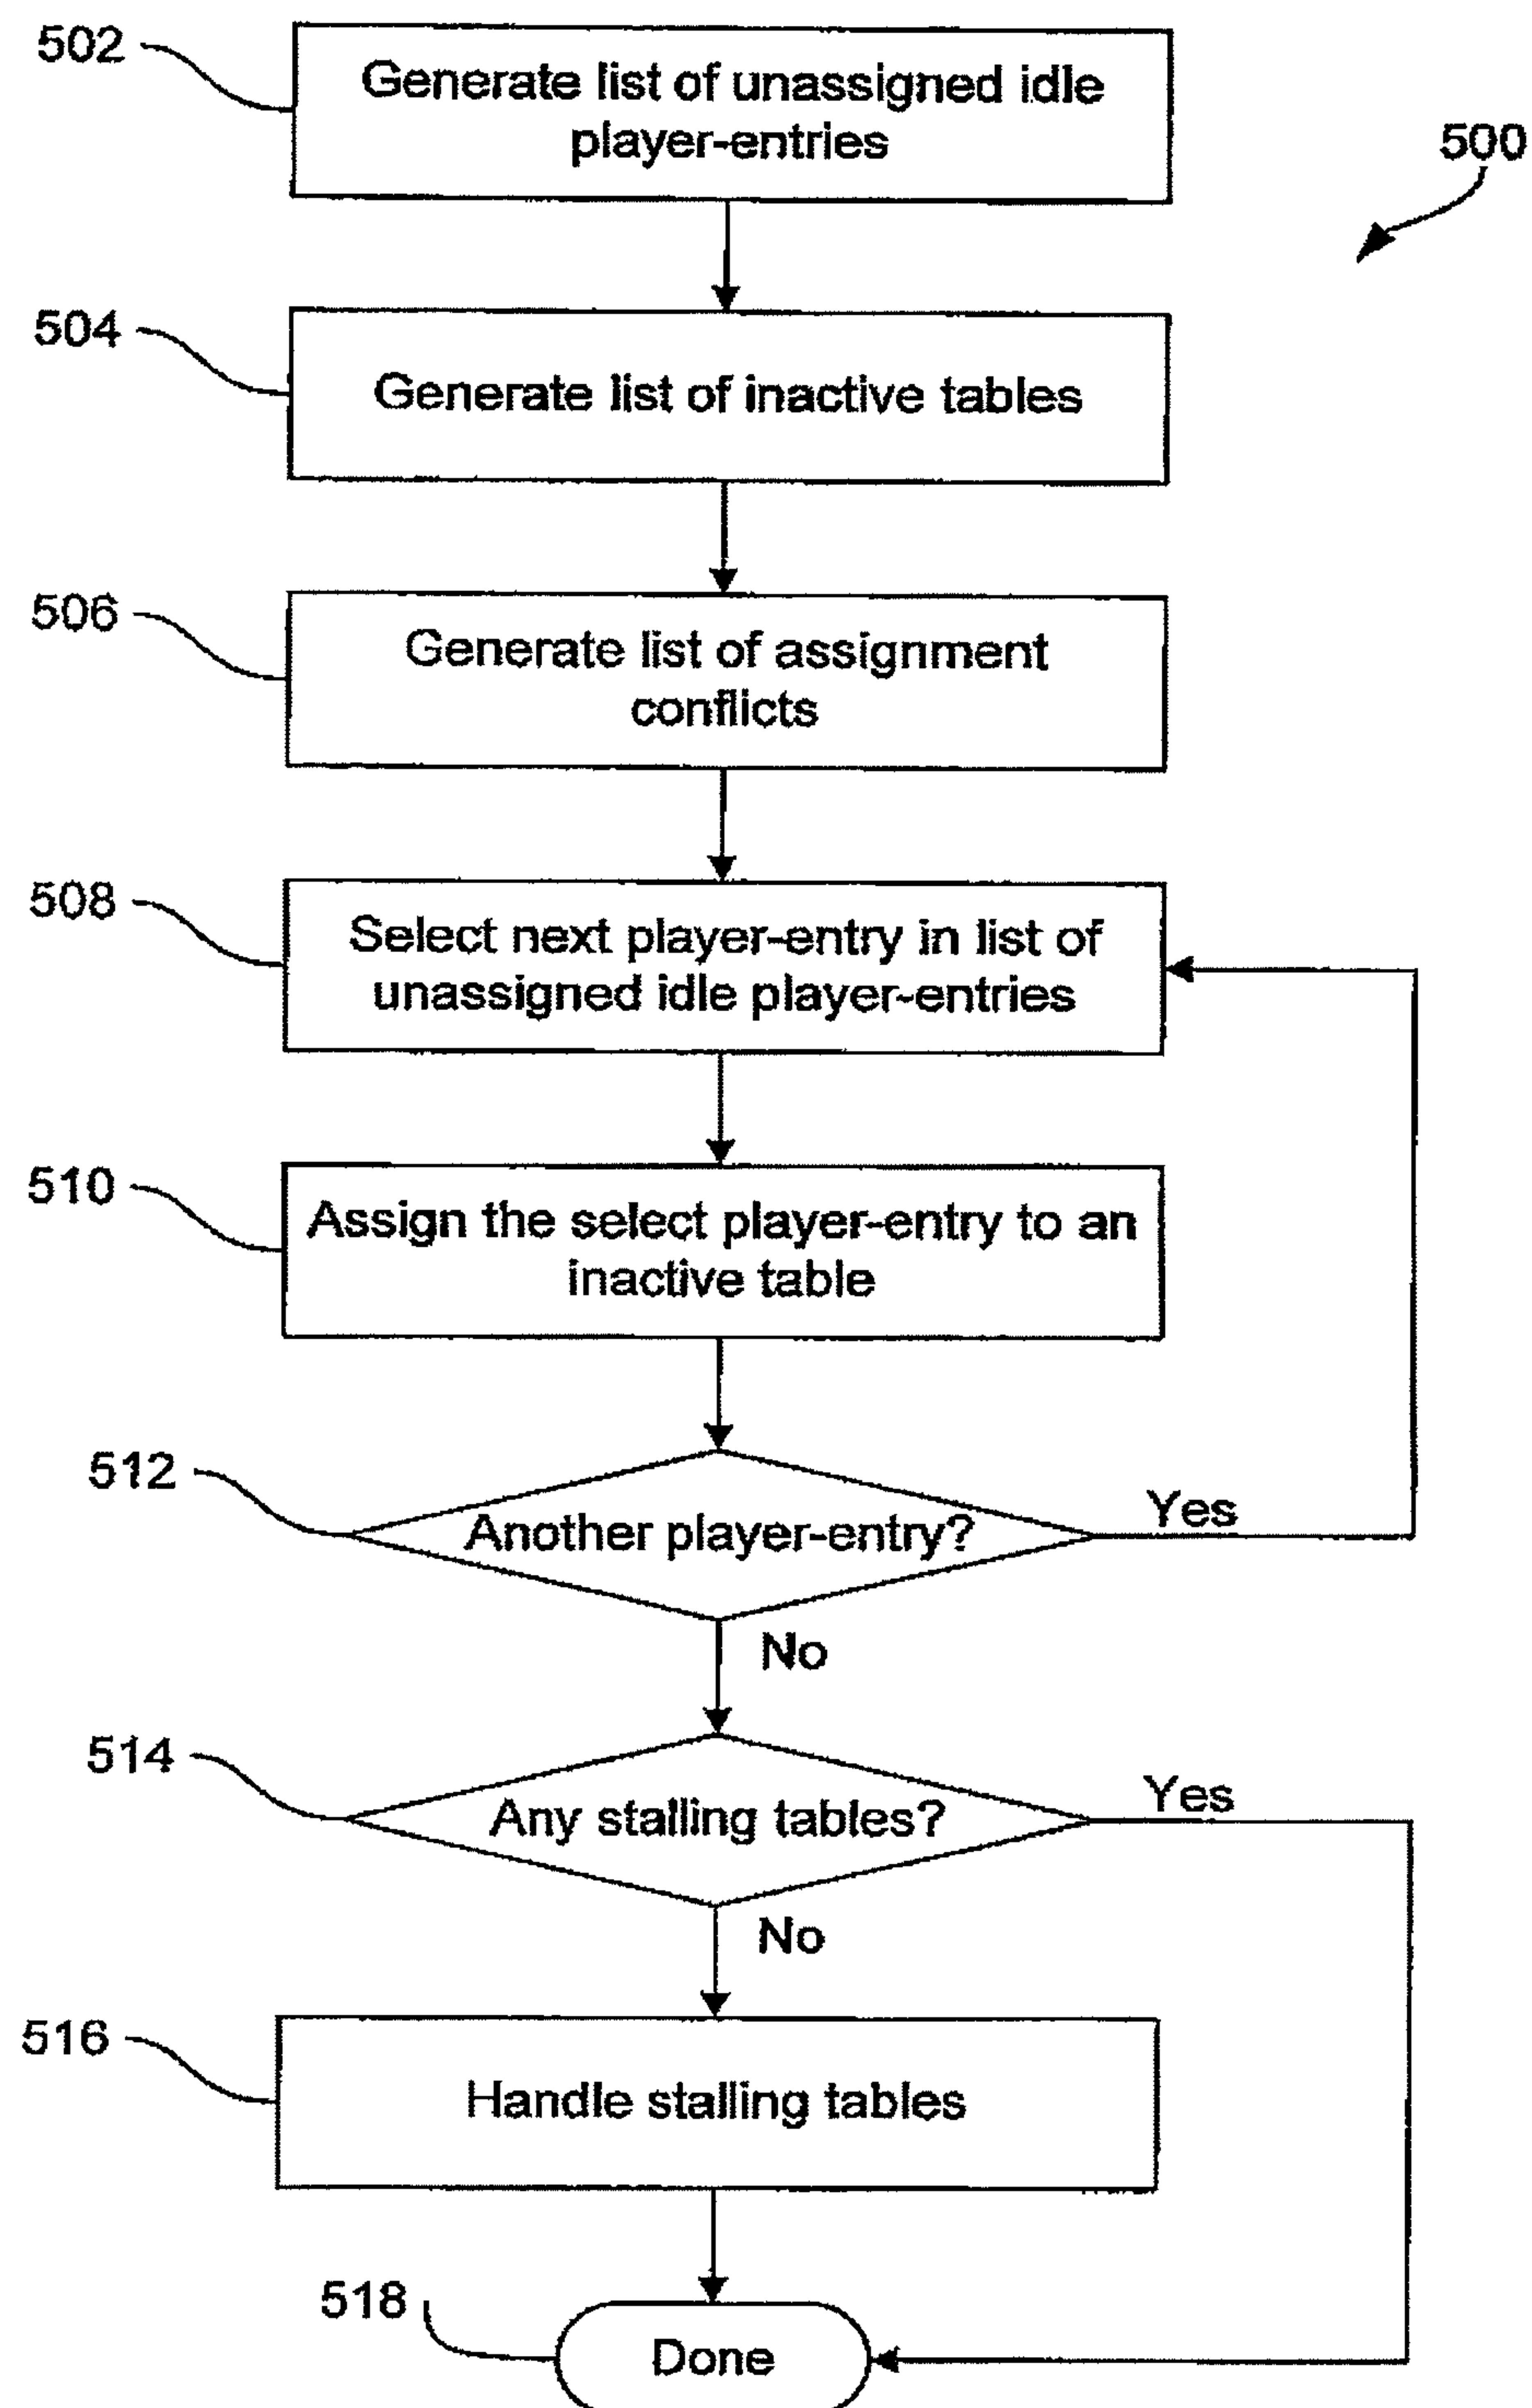 502
Generate list of unassigned idle
player-entries
500
504
Generate list of inactive tables
506
Generate list of assignment
conflicts
508
Select next player-entry in list of
unassigned idle player-entries
510
Assign the select player-entry to an
inactive table
512
Another player-entry?
Yes
No
514
Any stalling tables?
Yes
No
516
Handle stalling tables
518
Done